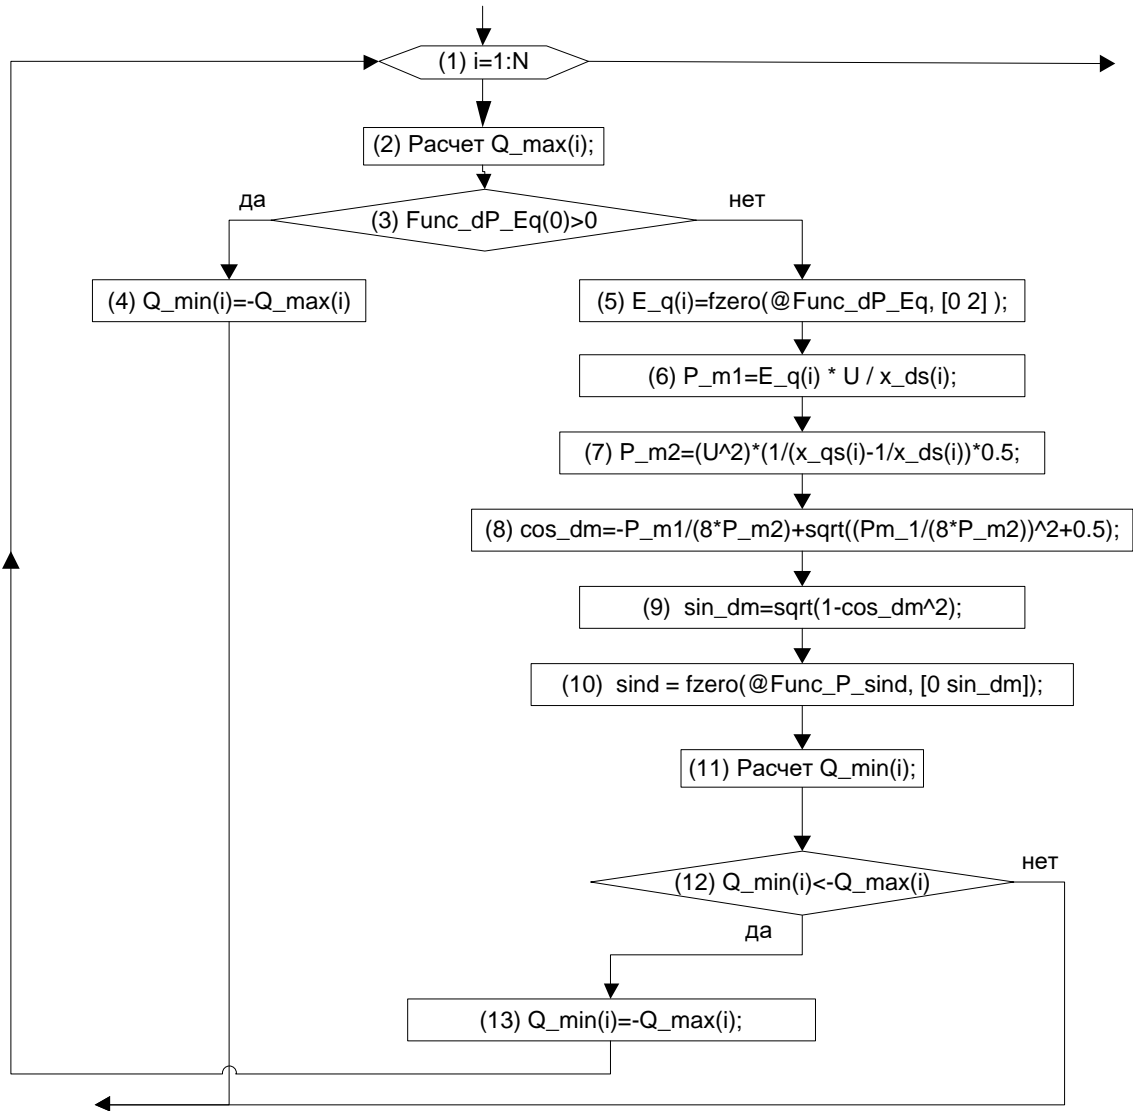 (1) i=1:N
(2) Расчет Q_max(i);
да
нет
(3) Func_dP_Eq(0)>0
(4) Q_min(i)=-Q_max(i)
(5) E_q(i)=fzero(@Func_dP_Eq, [0 2] );
(6) P_m1=E_q(i) * U / x_ds(i);
(7) P_m2=(U^2)*(1/(x_qs(i)-1/x_ds(i))*0.5;
(8) cos_dm=-P_m1/(8*P_m2)+sqrt((Pm_1/(8*P_m2))^2+0.5);
(9) sin_dm=sqrt(1-cos_dm^2);
(10) sind = fzero(@Func_P_sind, [0 sin_dm]);
(11) Расчет Q_min(i);
нет
(12) Q_min(i)<-Q_max(i)
да
(13) Q_min(i)=-Q_max(i);